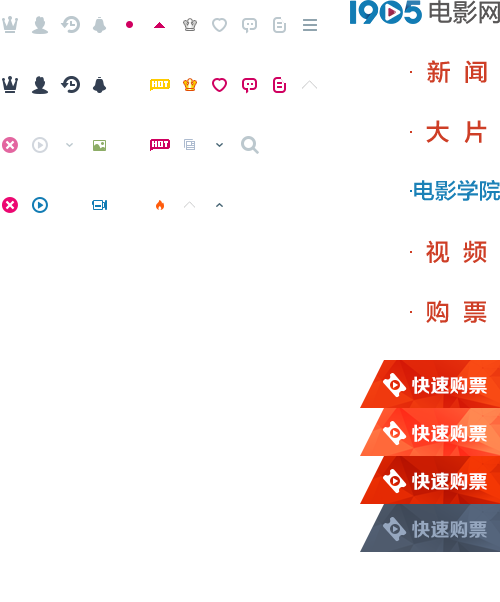 1905电影网
· 新 闻
HOT
· 大 片
HOT
·电影学院
· 视 频
· 购 票
快速购票
快速购票
快速购票
快速购票